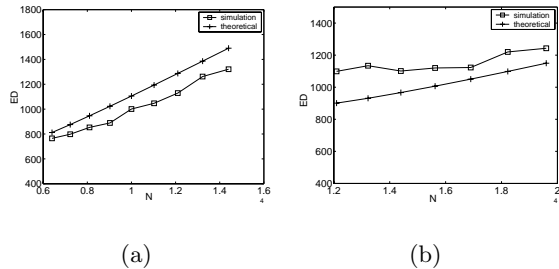 1800
1600
1400
1200
1000
800
600
400
ED
0.6 0.8 1 1.2 1.4 1.6
4
N
simulation
theoretical
(a)
1400
1200
1000
800
600
400
ED
1.2 1.4 1.6 1.8 2
4
N
simulation
theoretical
(b)